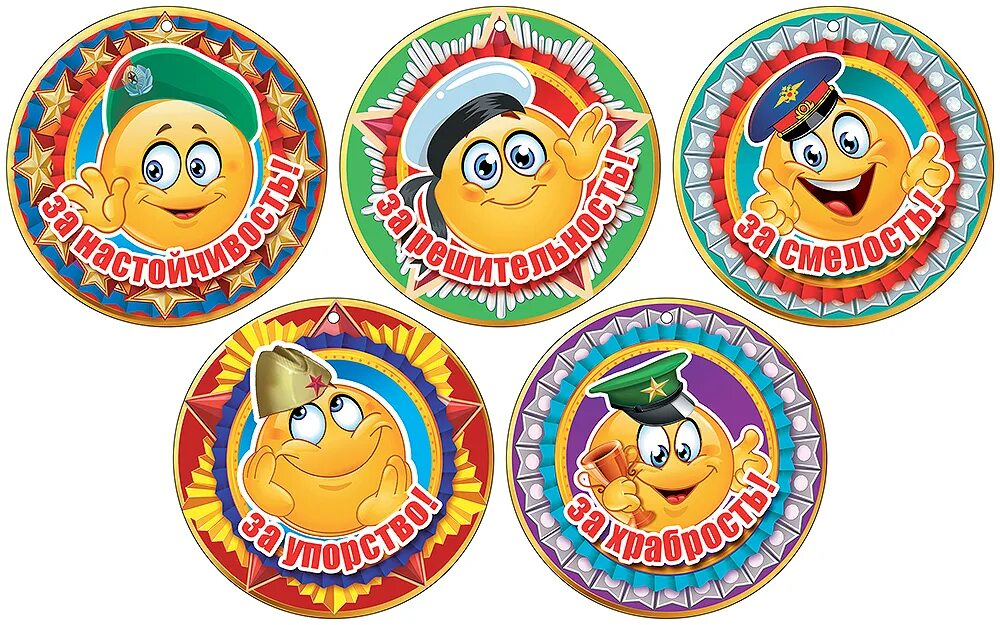 за настойчивость!
за решительность!
за смелость!
за упорство!
за храбрость!